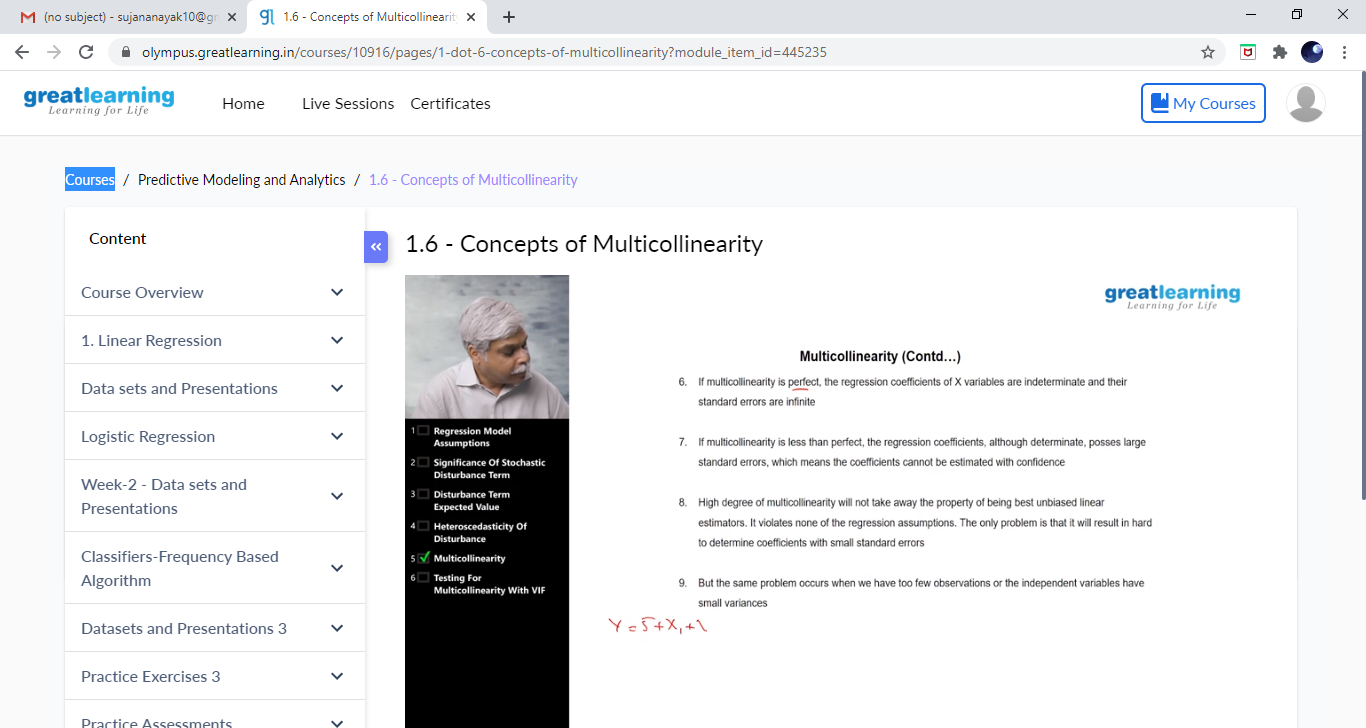 (no subject) - sujananayak10@gr
1.6 - Concepts of Multicollinearit
olympus.greatlearning.in/courses/10916/pages/1-dot-6-concepts-of-multicollinearity?module_item_id=445235
greatlearning
Learning for Life
Home
Live Sessions
Certificates
My Courses
Courses / Predictive Modeling and Analytics / 1.6 - Concepts of Multicollinearity
Content
Course Overview
1. Linear Regression
Data sets and Presentations
Logistic Regression
Week-2 - Data sets and
Presentations
Classifiers-Frequency Based
Algorithm
Datasets and Presentations 3
Practice Exercises 3
Practice Assessments
1.6 - Concepts of Multicollinearity
1 Regression Model
Assumptions
2 Significance Of Stochastic
Disturbance Term
3 Disturbance Term
Expected Value
4 Heteroscedasticity Of
Disturbance
5 Multicollinearity
6 Testing For
Multicollinearity With VIF
greatlearning
Learning for Life
Multicollinearity (Contd...)
6. If multicollinearity is perfect, the regression coefficients of X variables are indeterminate and their
standard errors are infinite
7. If multicollinearity is less than perfect, the regression coefficients, although determinate, posses large
standard errors, which means the coefficients cannot be estimated with confidence
8. High degree of multicollinearity will not take away the property of being best unbiased linear
estimators. It violates none of the regression assumptions. The only problem is that it will result in hard
to determine coefficients with small standard errors
9. But the same problem occurs when we have too few observations or the independent variables have
small variances
Y = 5 + X₁ +